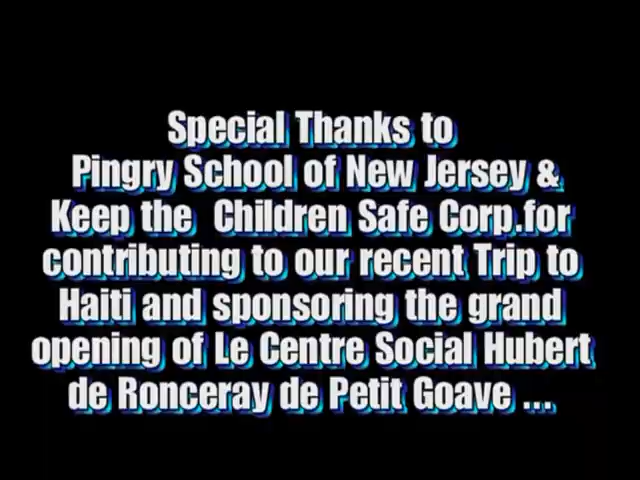 Special Thanks to
Pingry School of New Jersey &
Keep the Children Safe Corp.for
contributing to our recent Trip to
Haiti and sponsoring the grand
opening of Le Centre Social Hubert
de Ronceray de Petit Goave ...